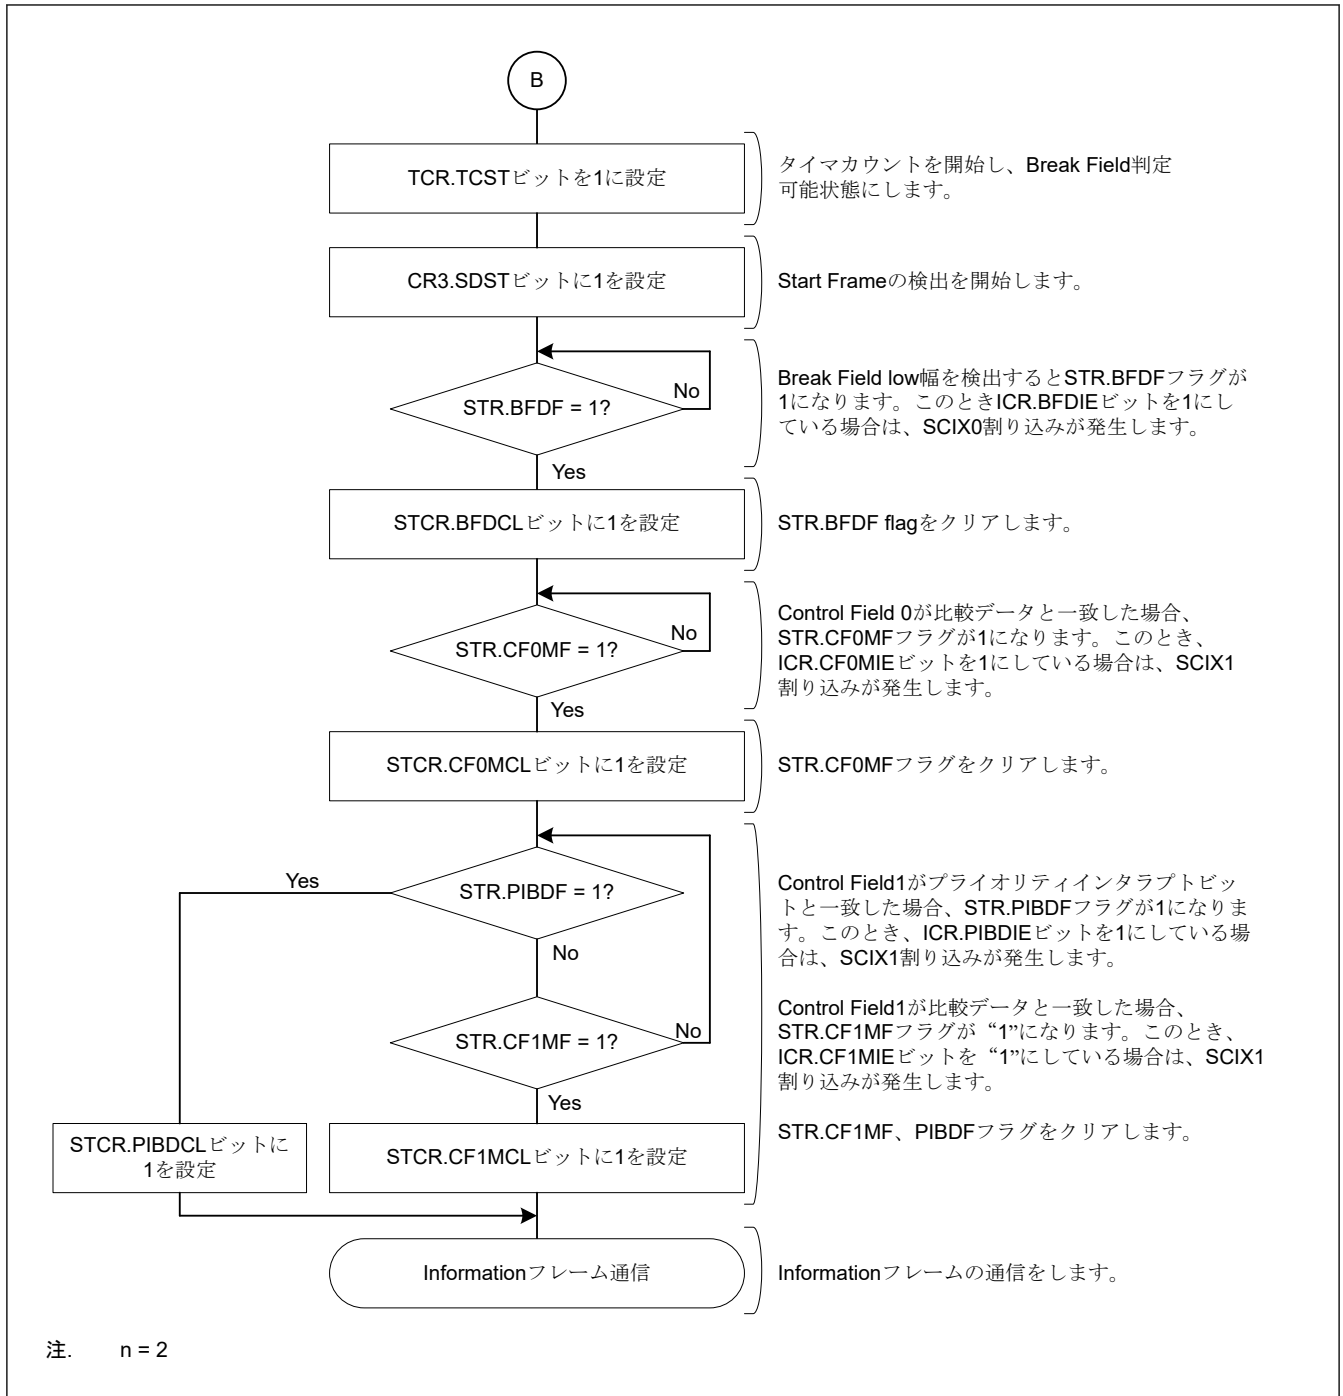 B
TCR.TCSTビットを1に設定
タイマカウントを開始し、Break Field判定
可能状態にします。
CR3.SDSTビットに1を設定
Start Frameの検出を開始します。
STR.BFDF = 1?
No
Yes
Break Field low幅を検出するとSTR.BFDFフラグが
1になります。このときICR.BFDIEビットを1にし
ている場合は、SCIX0割り込みが発生します。
STCR.BFDCLビットに1を設定
STR.BFDF flagをクリアします。
STR.CF0MF = 1?
No
Yes
Control Field 0が比較データと一致した場合、
STR.CF0MFフラグが1になります。このとき、
ICR.CF0MIEビットを1にしている場合は、SCIX1
割り込みが発生します。
STCR.CF0MCLビットに1を設定
STR.CF0MFフラグをクリアします。
STR.PIBDF = 1?
Yes
No
Control Field1がプライオリティインタラプトビッ
トと一致した場合、STR.PIBDFフラグが1になりま
す。このとき、ICR.PIBDIEビットを1にしている場
合は、SCIX1割り込みが発生します。
STR.CF1MF = 1?
No
Yes
Control Field1が比較データと一致した場合、
STR.CF1MFフラグが“1”になります。このとき、
ICR.CF1MIEビットを“1”にしている場合は、SCIX1
割り込みが発生します。
STCR.PIBDCLビットに
1を設定
STCR.CF1MCLビットに1を設定
STR.CF1MF、PIBDFフラグをクリアします。
Informationフレーム通信
Informationフレームの通信をします。
注. n = 2